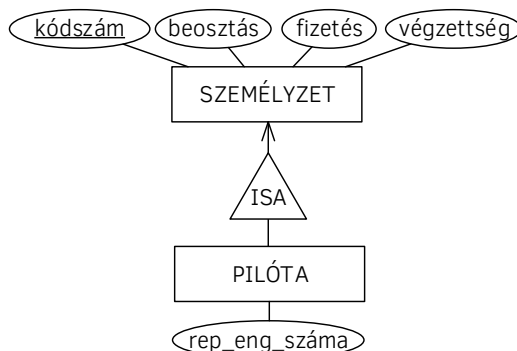 kódszám beosztás fizetés végzettség
SZEMÉLYZET
ISA
PILÓTA
rep_eng_száma